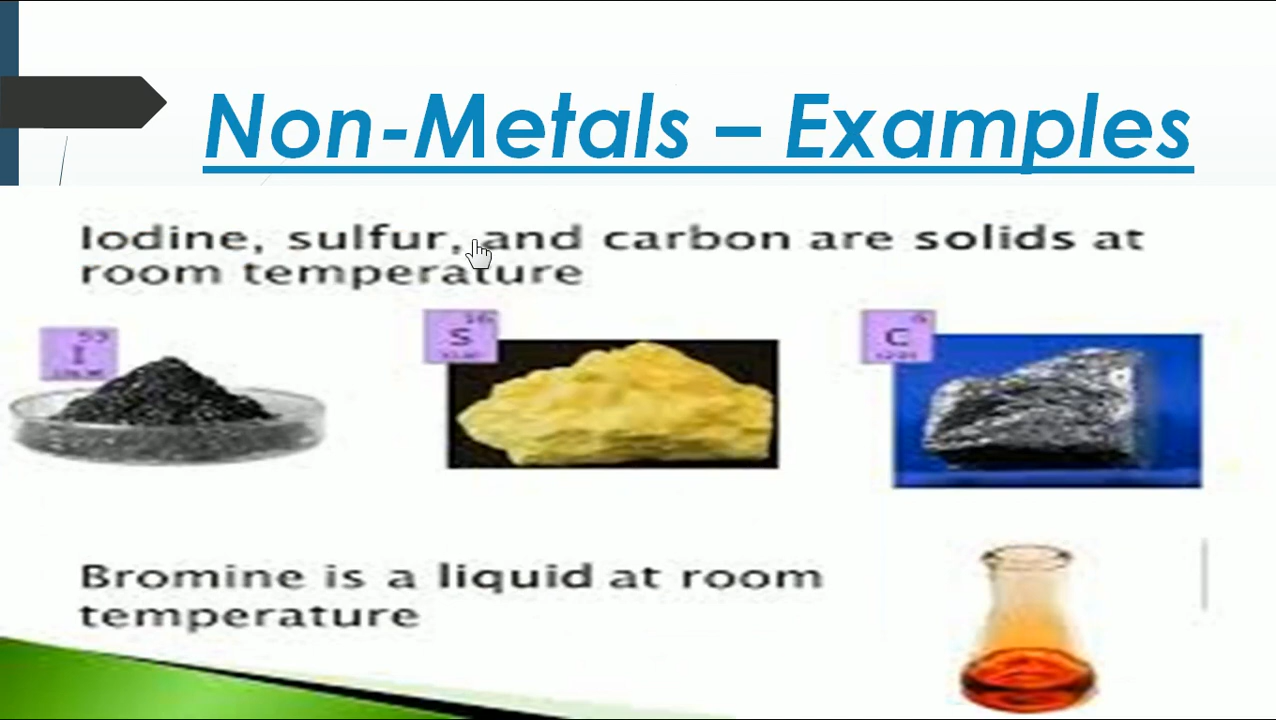 Non-Metals – Examples
Iodine, sulfur, and carbon are solids at
room temperature
53
I
16
S
6
C
Bromine is a liquid at room
temperature